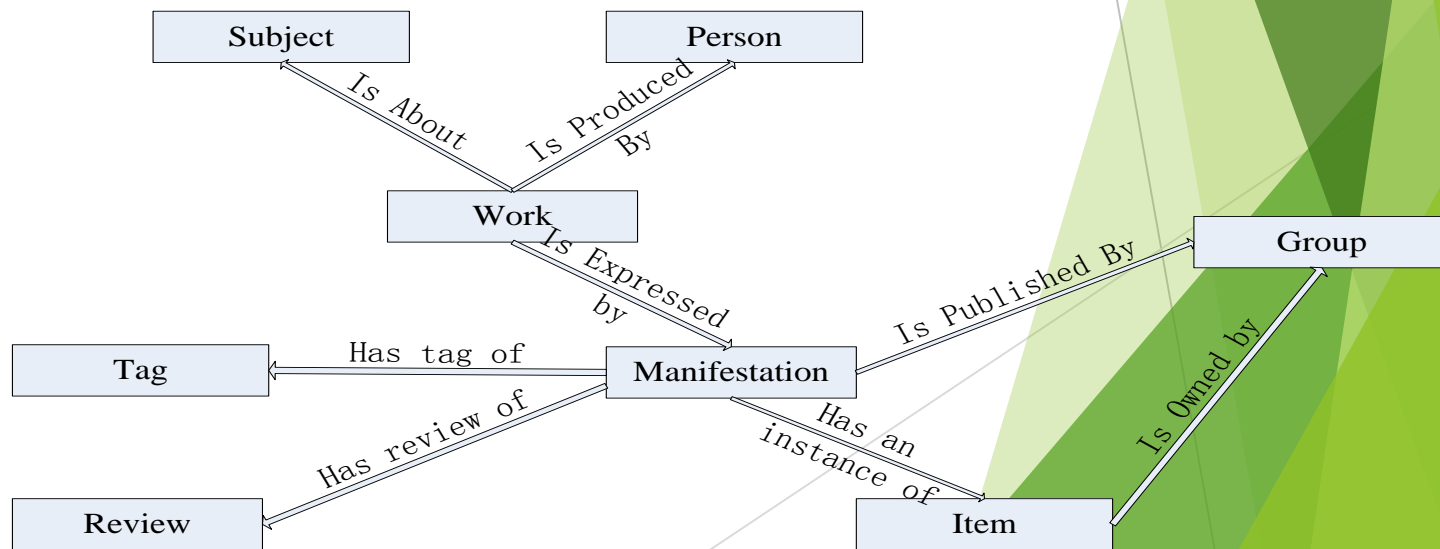 Subject
Person
Is About
Is Produced
By
Work
Group
Is Expressed
by
Is Published By
Tag
Has tag of
Manifestation
Is Owned by
Has review of
Has an
instance of
Review
Item